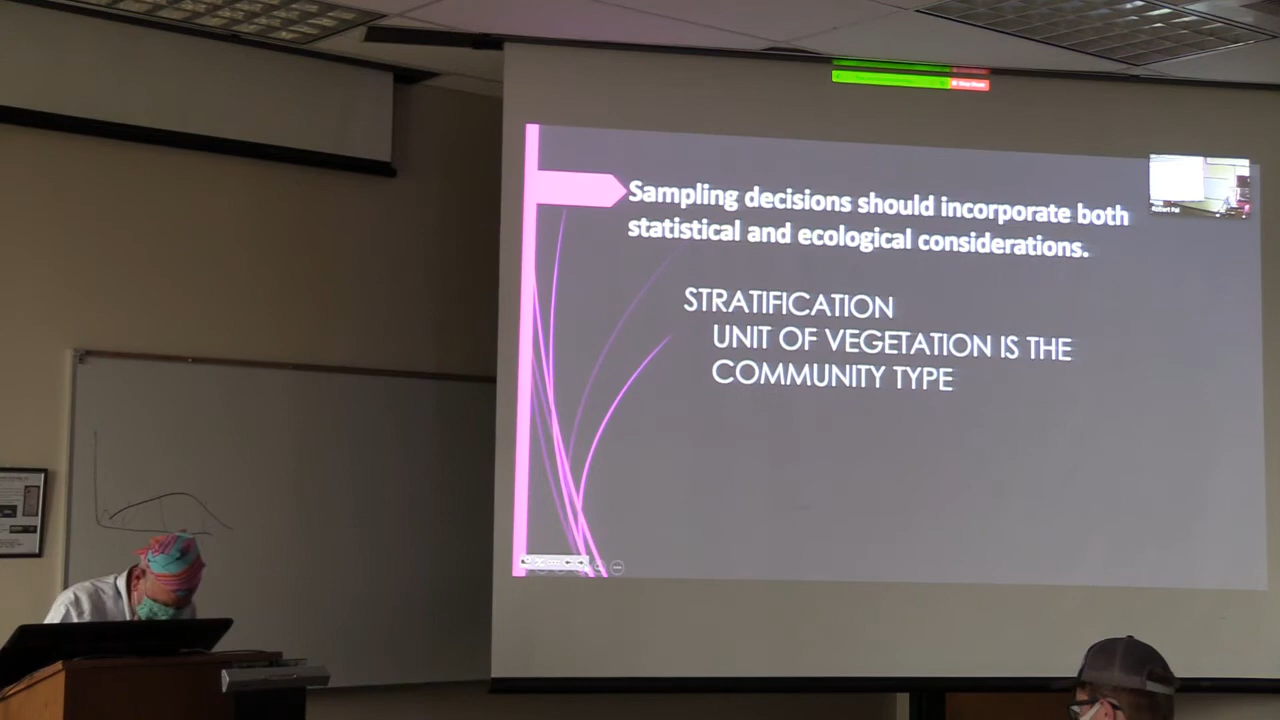 Sampling decisions should incorporate both
statistical and ecological considerations.
STRATIFICATION
UNIT OF VEGETATION IS THE
COMMUNITY TYPE